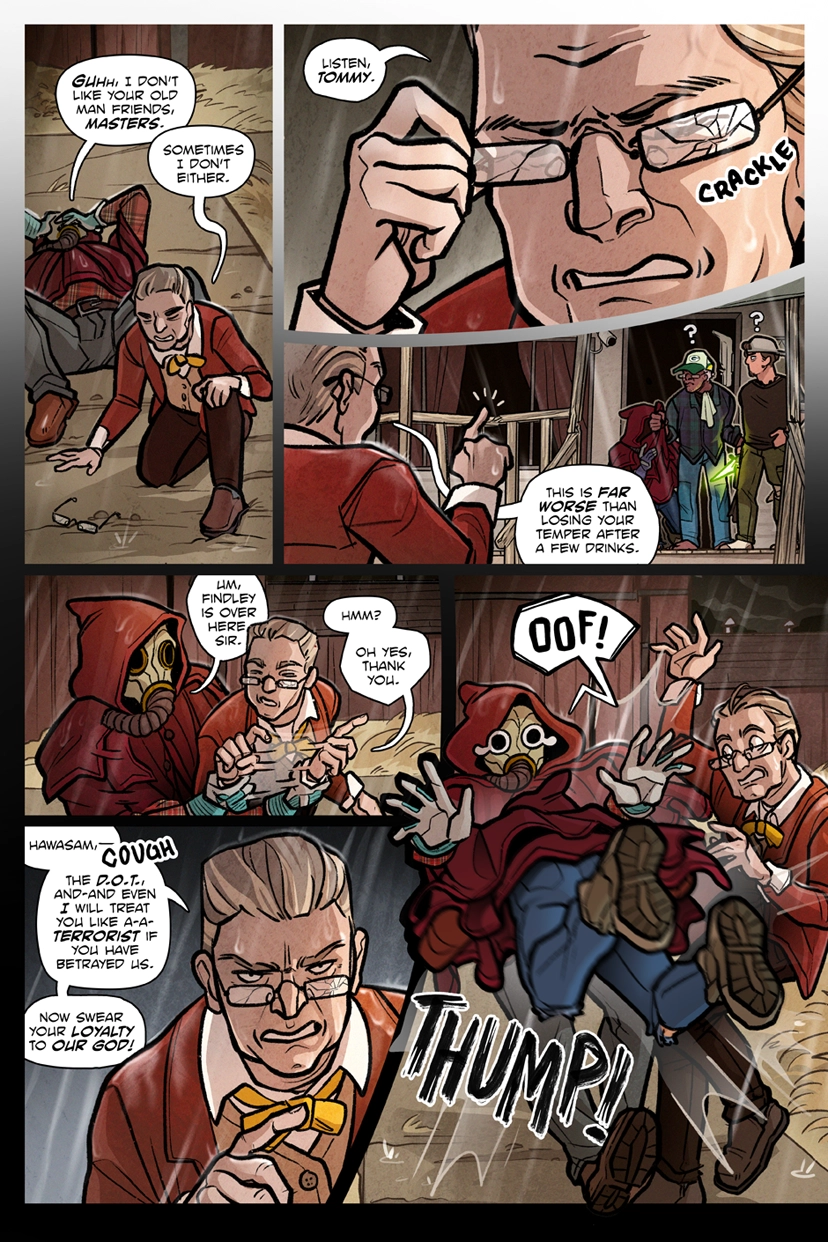 GUHH, I DON'T
LIKE YOUR OLD
MAN FRIENDS,
MASTERS.
SOMETIMES
I DON'T
EITHER.
LISTEN,
TOMMY.
CRACKLE
?
?
G
THIS IS FAR
WORSE THAN
LOSING YOUR
TEMPER AFTER
A FEW DRINKS.
UM,
FINDLEY
IS OVER
HERE
SIR.
HMM?
OH YES,
THANK
YOU.
OOF!
HAWASAM,—
COUGH
THE D.O.T.,
AND-AND EVEN
I WILL TREAT
YOU LIKE A-A-
TERRORIST IF
YOU HAVE
BETRAYED US.
NOW SWEAR
YOUR LOYALTY
TO OUR GOD!
THUMP!